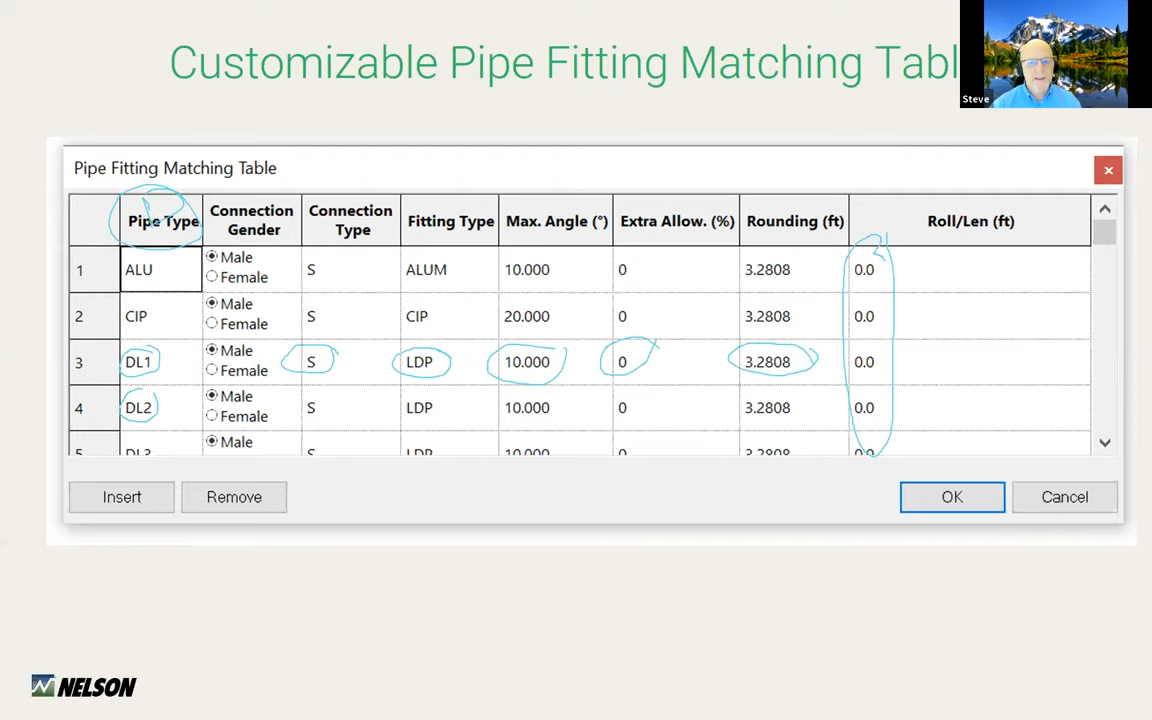 Customizable Pipe Fitting Matching Tabl
Steve
Pipe Fitting Matching Table
Pipe Type Connection Gender Connection Type Fitting Type Max. Angle (°) Extra Allow. (%) Rounding (ft) Roll/Len (ft)
1 ALU Male Female S ALUM 10.000 0 3.2808 0.0
2 CIP Male Female S CIP 20.000 0 3.2808 0.0
3 DL1 Male Female S LDP 10.000 0 3.2808 0.0
4 DL2 Male Female S LDP 10.000 0 3.2808 0.0
Male
Insert Remove OK Cancel
NELSON